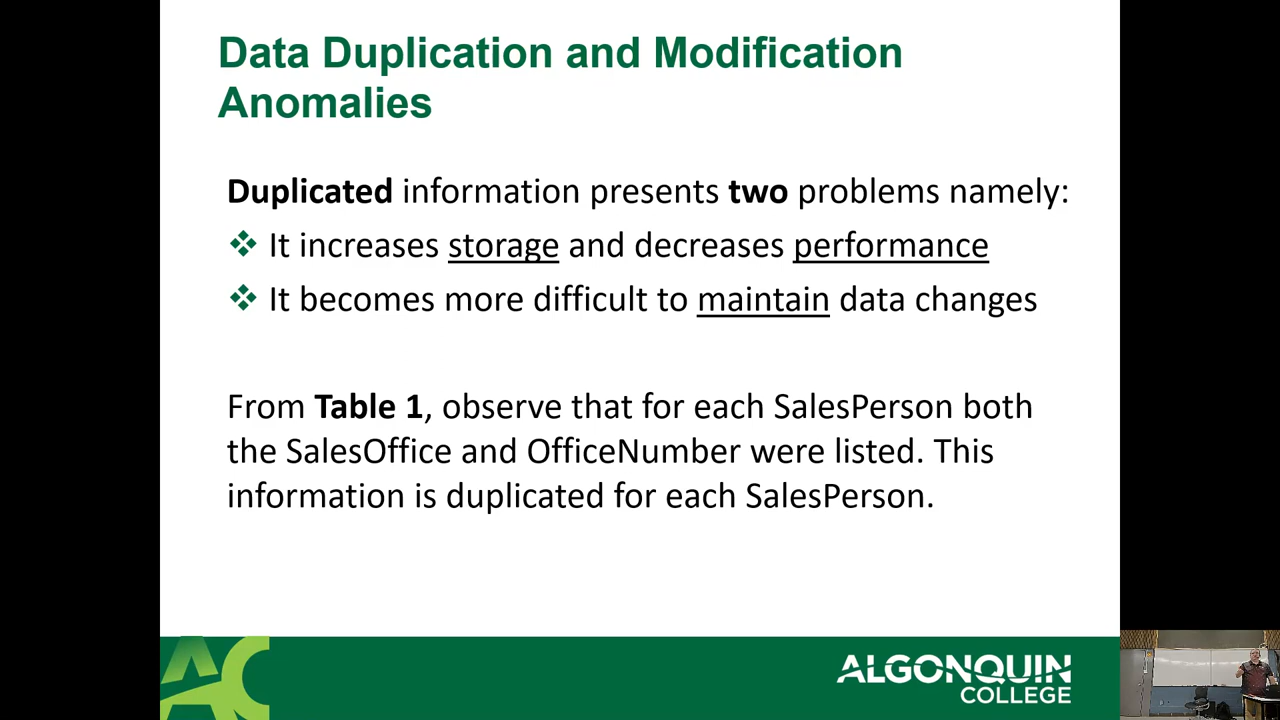 Data Duplication and Modification
Anomalies
Duplicated information presents two problems namely:
It increases storage and decreases performance
It becomes more difficult to maintain data changes
From Table 1, observe that for each SalesPerson both
the SalesOffice and OfficeNumber were listed. This
information is duplicated for each SalesPerson.
AC
ALGONQUIN
COLLEGE